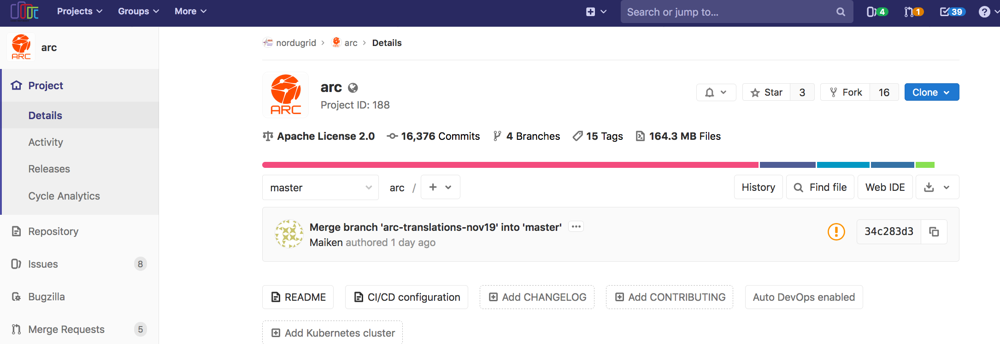 Projects Groups More Search or jump to... 4 1 39
ARC arc
Project
Details
Activity
Releases
Cycle Analytics
Repository
Issues 8
Bugzilla
Merge Requests 5
nordugrid › arc › Details
ARC
arc
Project ID: 188
Star 3 Fork 16 Clone
Apache License 2.0 16,376 Commits 4 Branches 15 Tags 164.3 MB Files
master arc / + History Find file Web IDE
Merge branch 'arc-translations-nov19' into 'master' ...
Maiken authored 1 day ago
34c283d3
README CI/CD configuration Add CHANGELOG Add CONTRIBUTING Auto DevOps enabled
Add Kubernetes cluster